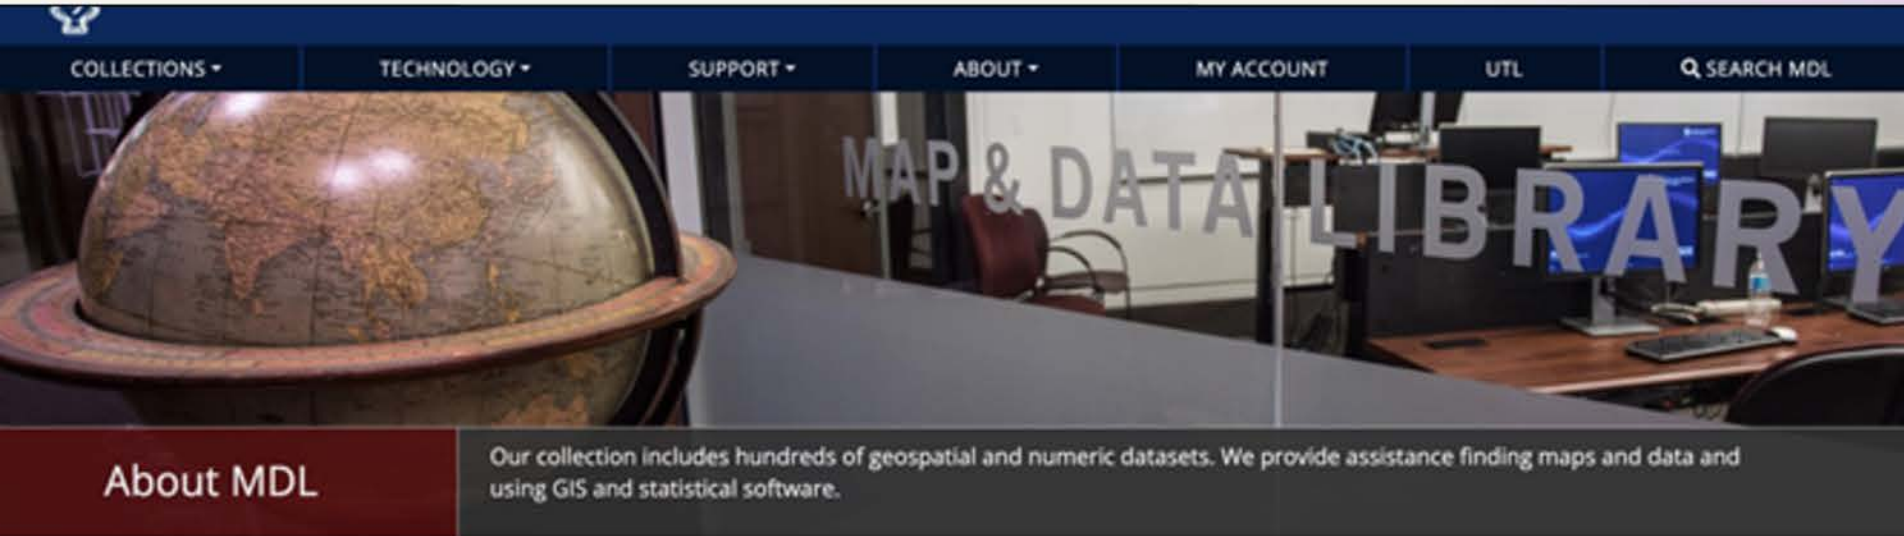 COLLECTIONS
TECHNOLOGY
SUPPORT
ABOUT
MY ACCOUNT
UTL
SEARCH MDL
MAP & DATA LIBRARY
About MDL
Our collection includes hundreds of geospatial and numeric datasets. We provide assistance finding maps and data and
using GIS and statistical software.